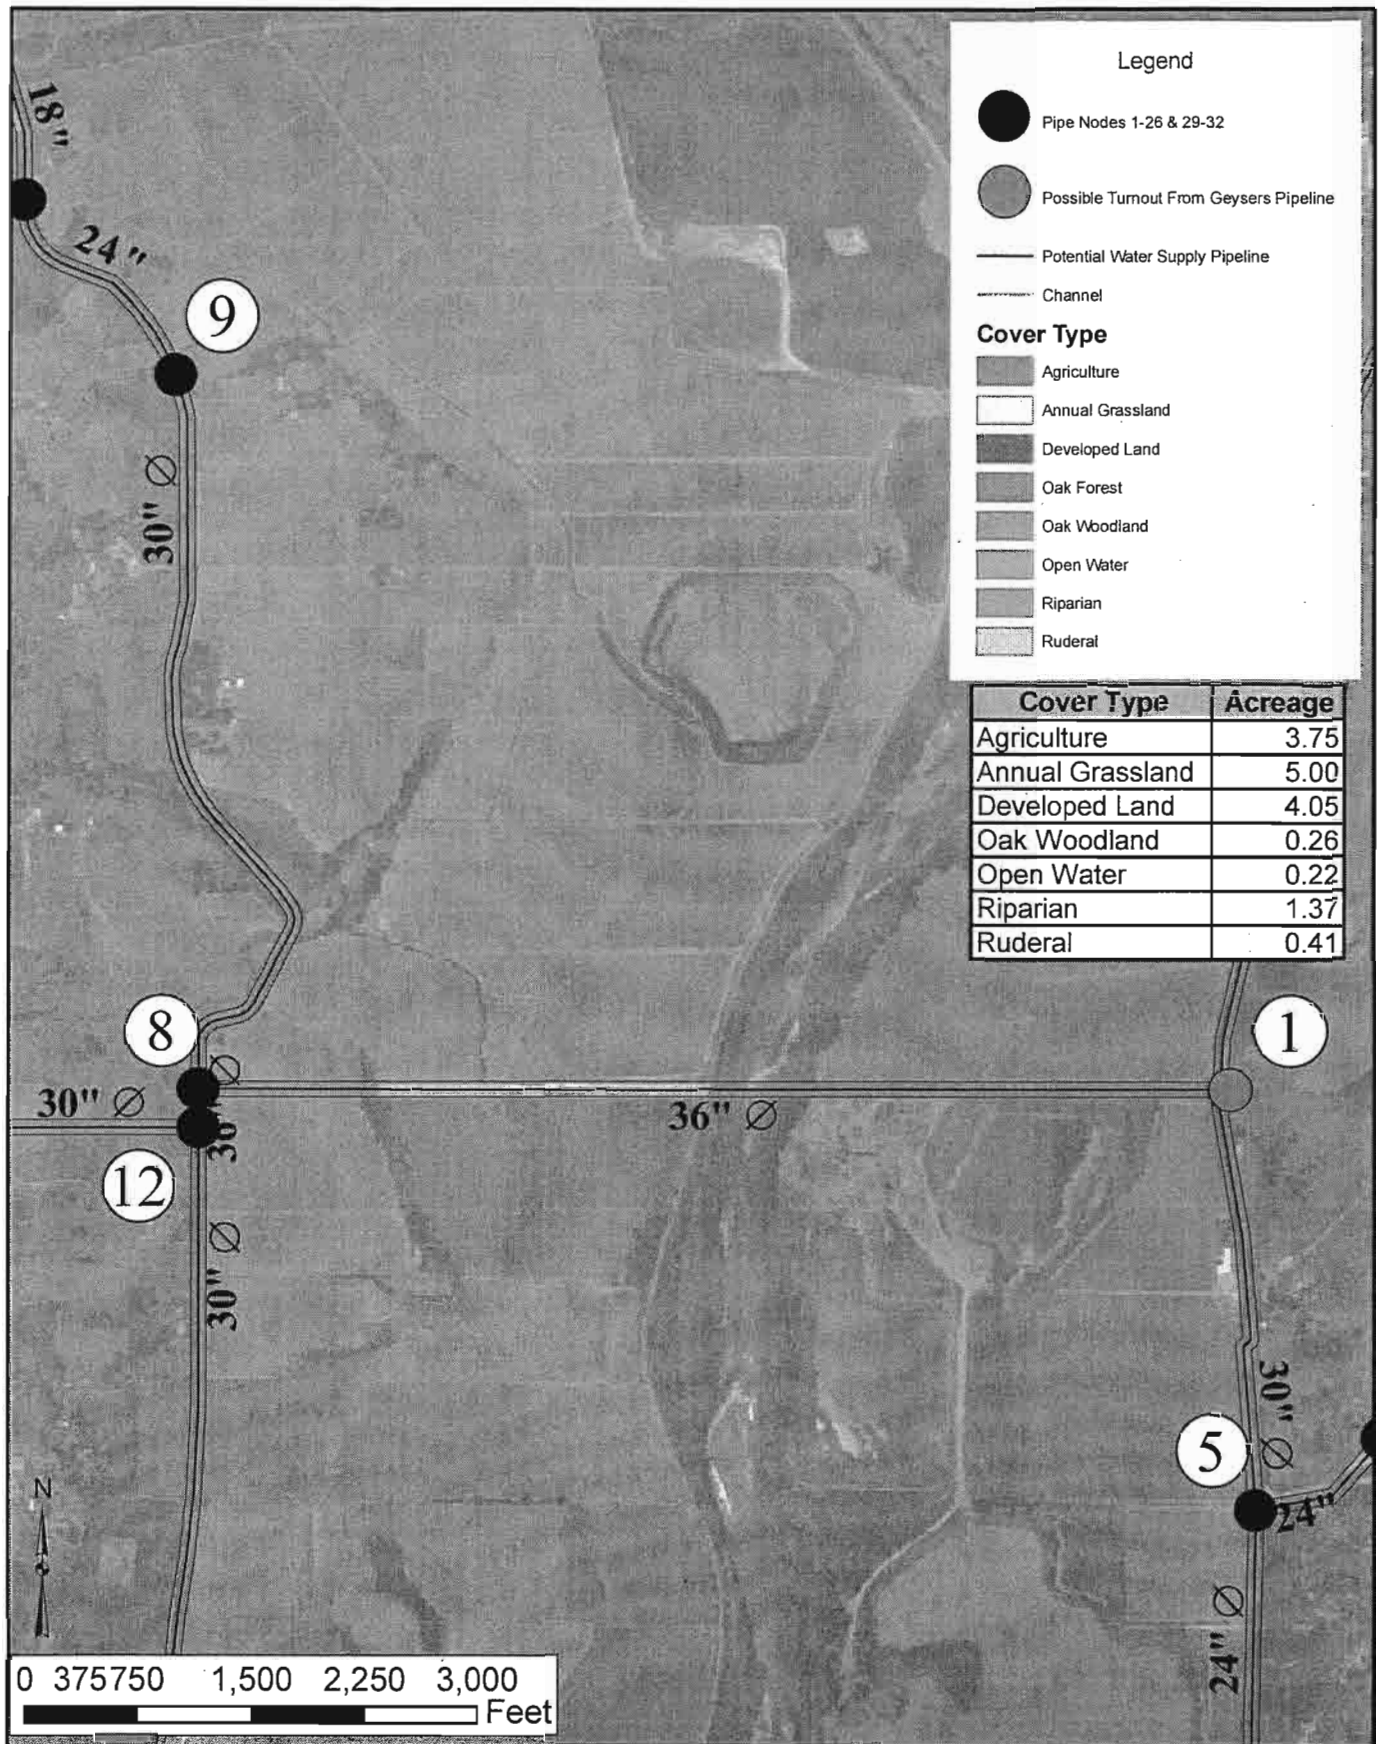 Legend
Pipe Nodes 1-26 & 29-32
Possible Turnout From Geysers Pipeline
Potential Water Supply Pipeline
Channel
Cover Type
Agriculture
Annual Grassland
Developed Land
Oak Forest
Oak Woodland
Open Water
Riparian
Ruderal
Cover Type Acreage
Agriculture 3.75
Annual Grassland 5.00
Developed Land 4.05
Oak Woodland 0.26
Open Water 0.22
Riparian 1.37
Ruderal 0.41
18"
24"
9
30" ∅
8
1
30" ∅
36" ∅
36" ∅
12
30" ∅
30" ∅
5
24"
24" ∅
N
0 375750 1,500 2,250 3,000
Feet